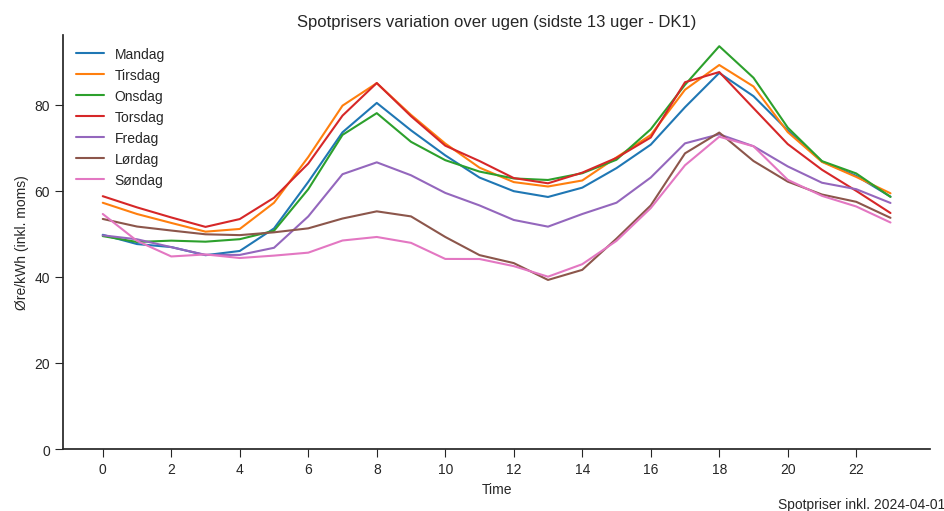 Spotprisers variation over ugen (sidste 13 uger - DK1)
Mandag
Tirsdag
Onsdag
Torsdag
Fredag
Lørdag
Søndag
Øre/kWh (inkl. moms)
80
60
40
20
0
0 2 4 6 8 10 12 14 16 18 20 22
Time
Spotpriser inkl. 2024-04-01